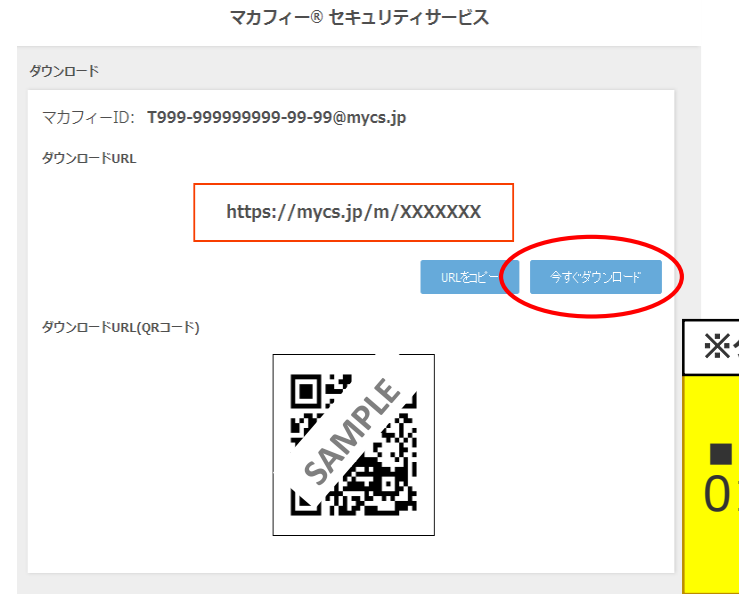 マカフィー® セキュリティサービス
ダウンロード
マカフィーID: T999-999999999-99-99@mycs.jp
ダウンロードURL
https://mycs.jp/m/XXXXXXX
URLをコピー 今すぐダウンロード
ダウンロードURL(QRコード)
SAMPLE
※
■
0